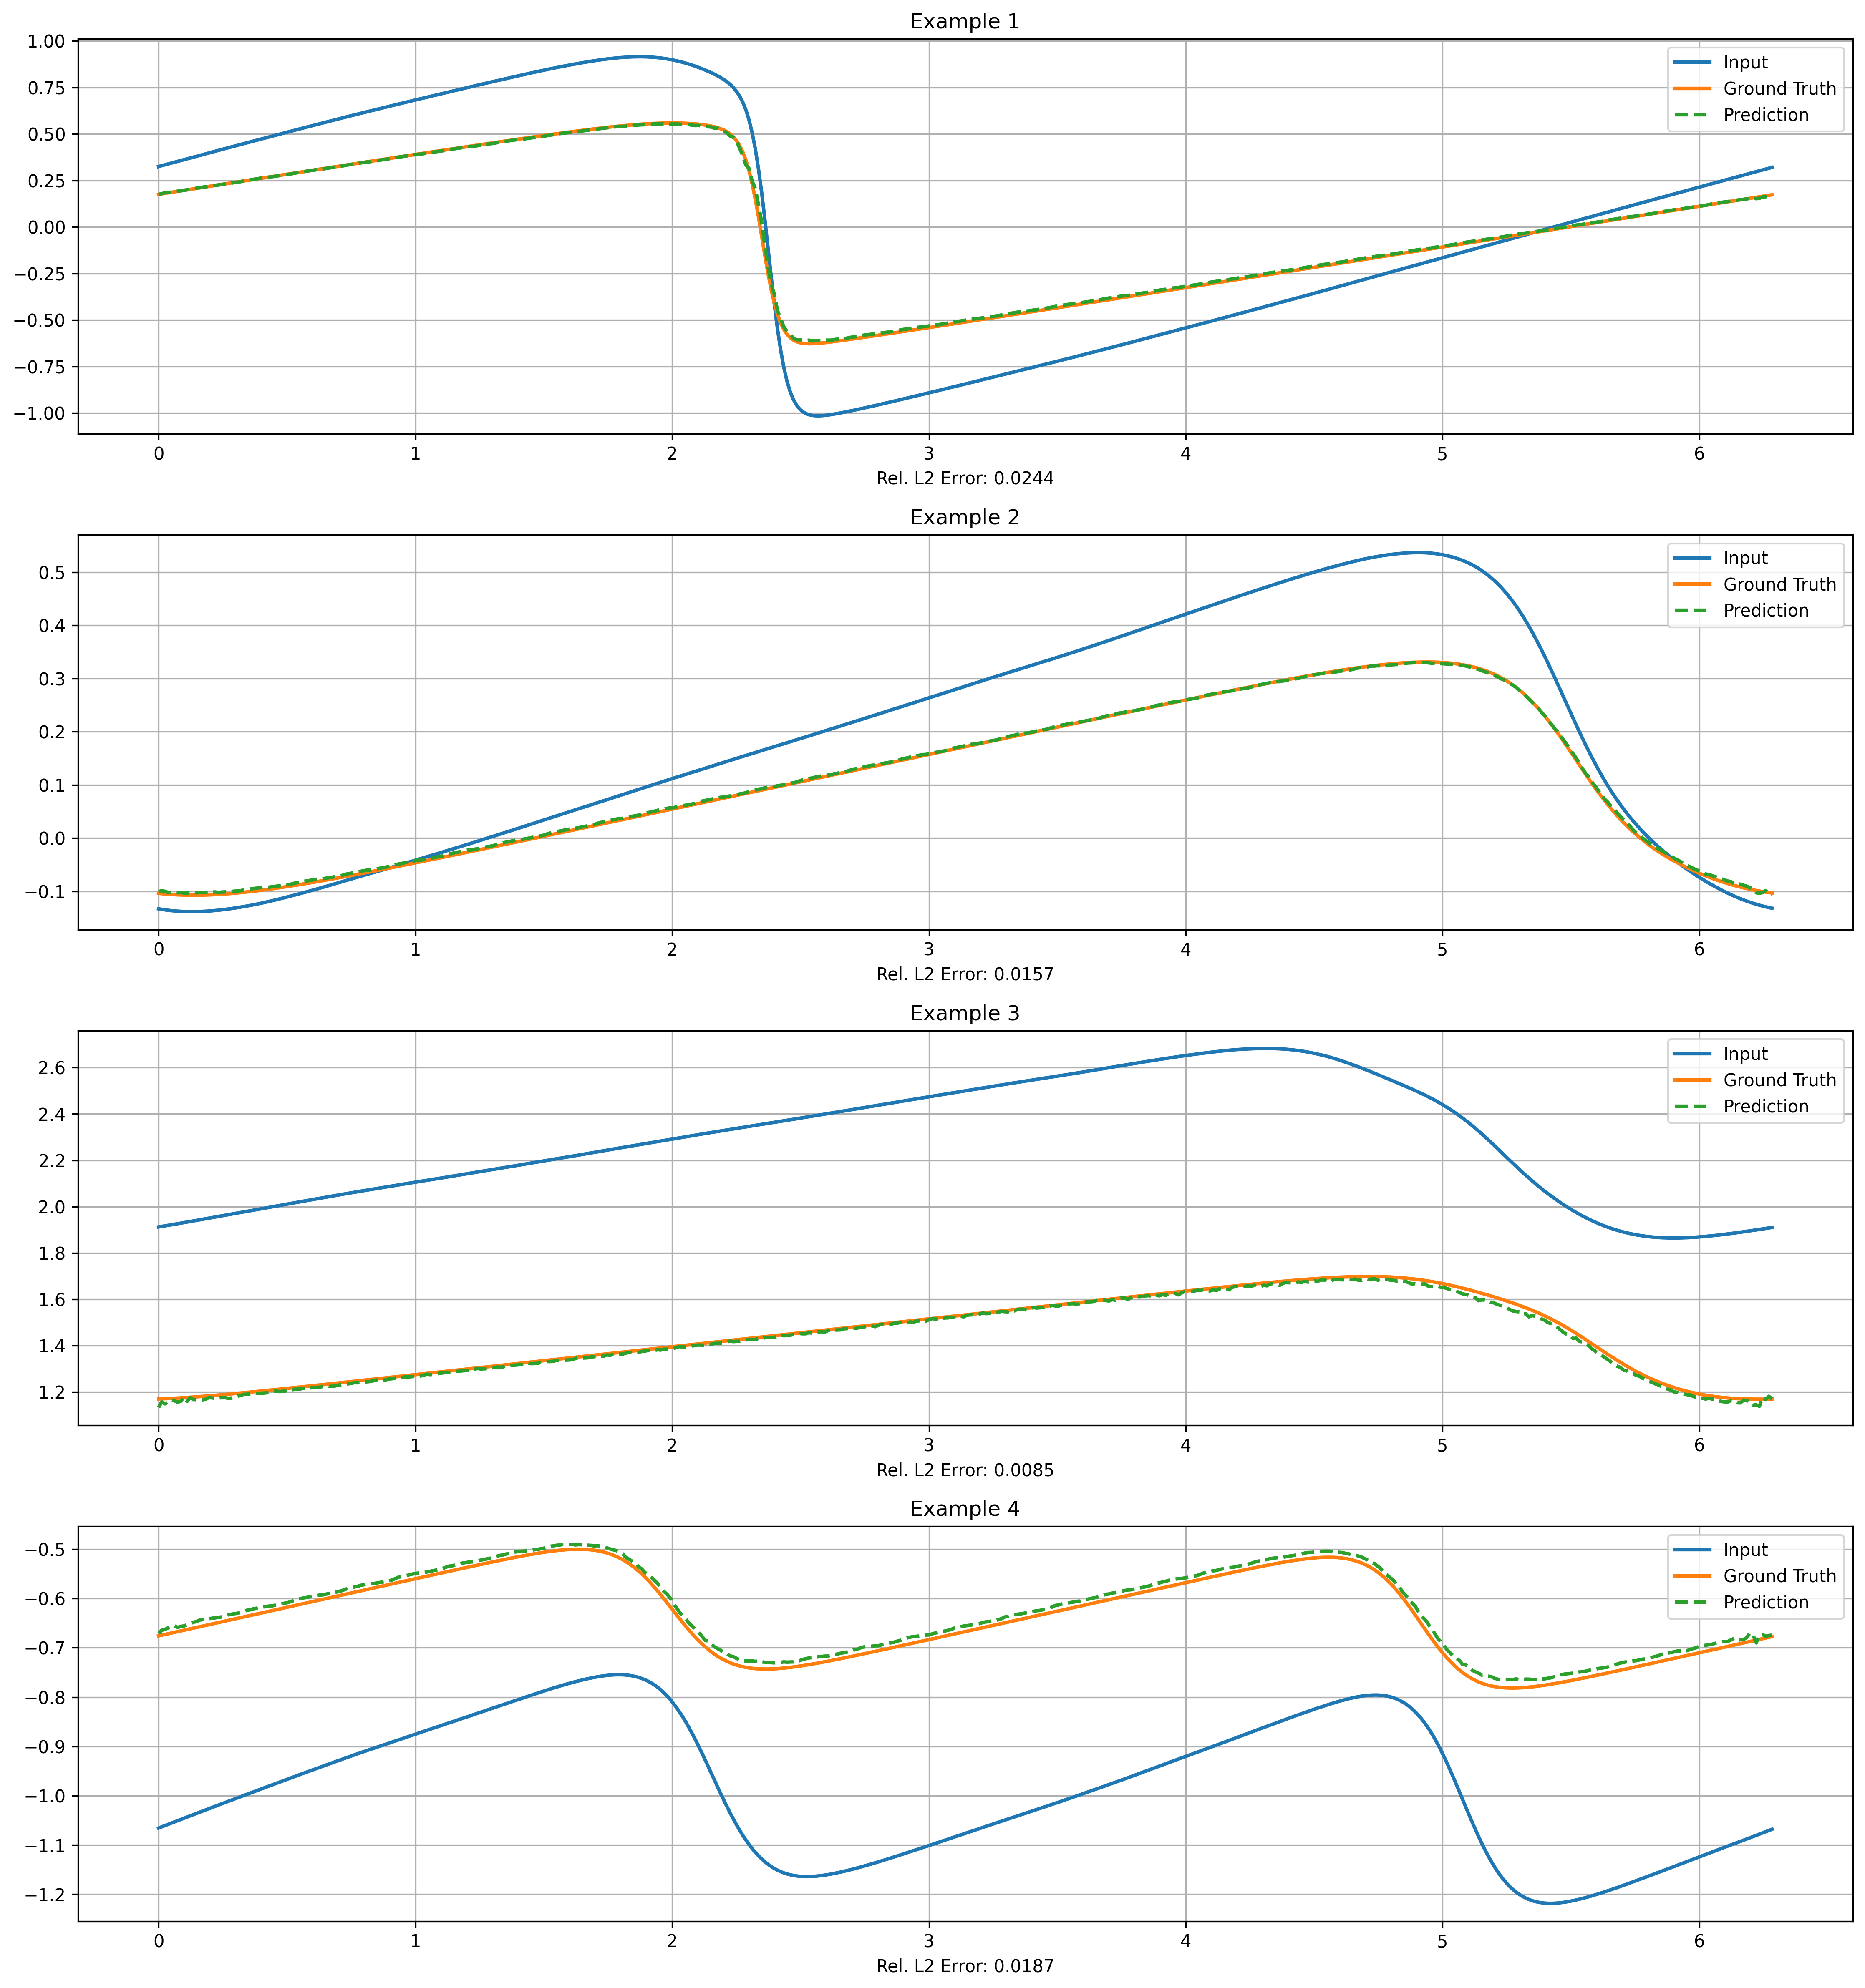 Example 1
1.00
0.75
0.50
0.25
0.00
−0.25
−0.50
−0.75
−1.00
Input
Ground Truth
Prediction
0 1 2 3 4 5 6
Rel. L2 Error: 0.0244
Example 2
0.5
0.4
0.3
0.2
0.1
0.0
−0.1
Input
Ground Truth
Prediction
0 1 2 3 4 5 6
Rel. L2 Error: 0.0157
Example 3
2.6
2.4
2.2
2.0
1.8
1.6
1.4
1.2
Input
Ground Truth
Prediction
0 1 2 3 4 5 6
Rel. L2 Error: 0.0085
Example 4
−0.5
−0.6
−0.7
−0.8
−0.9
−1.0
−1.1
−1.2
Input
Ground Truth
Prediction
0 1 2 3 4 5 6
Rel. L2 Error: 0.0187